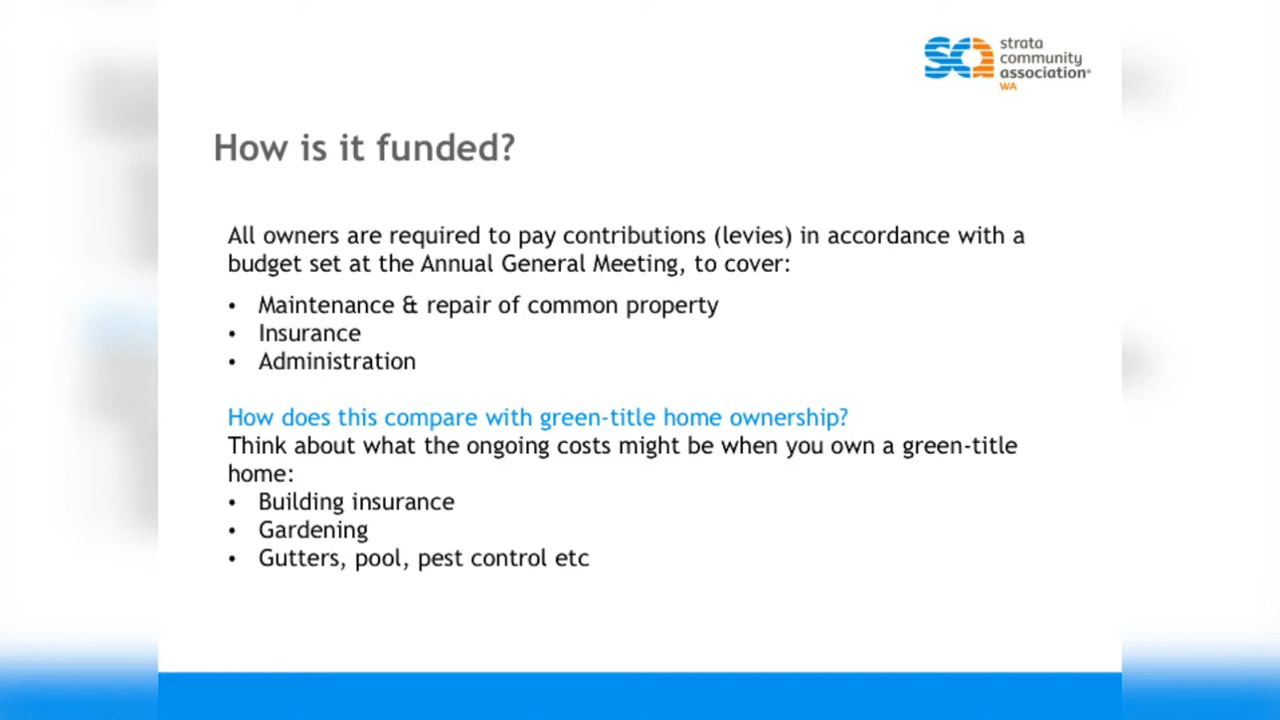 sca strata
community
association®
WA
How is it funded?
All owners are required to pay contributions (levies) in accordance with a
budget set at the Annual General Meeting, to cover:
• Maintenance & repair of common property
• Insurance
• Administration
How does this compare with green-title home ownership?
Think about what the ongoing costs might be when you own a green-title
home:
• Building insurance
• Gardening
• Gutters, pool, pest control etc